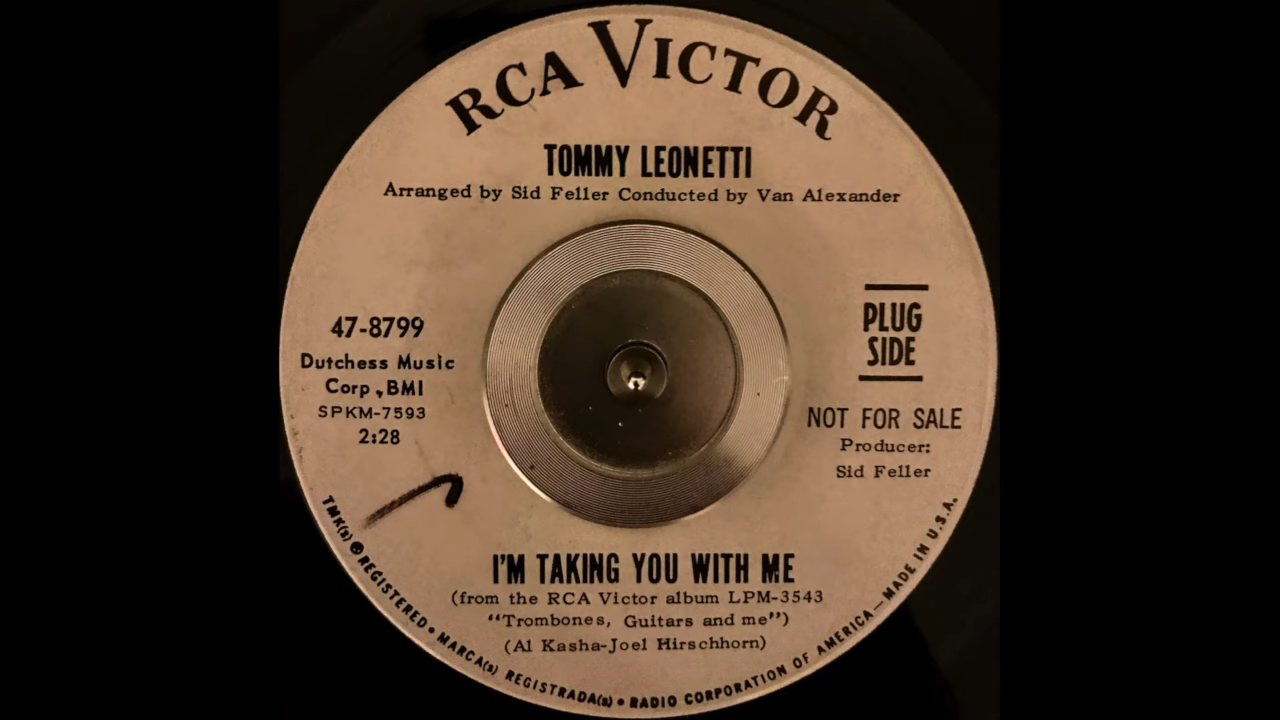 RCA VICTOR
TOMMY LEONETTI
Arranged by Sid Feller Conducted by Van Alexander
47-8799
Dutchess Music
Corp., BMI
SPKM-7593
2:28
PLUG
SIDE
NOT FOR SALE
Producer:
Sid Feller
I'M TAKING YOU WITH ME
(from the RCA Victor album LPM-3543
"Trombones, Guitars and me")
(Al Kasha-Joel Hirschhorn)
TMK(s) ® REGISTERED • MARCA(s) REGISTRADA(s) • RADIO CORPORATION OF AMERICA—MADE IN U.S.A.